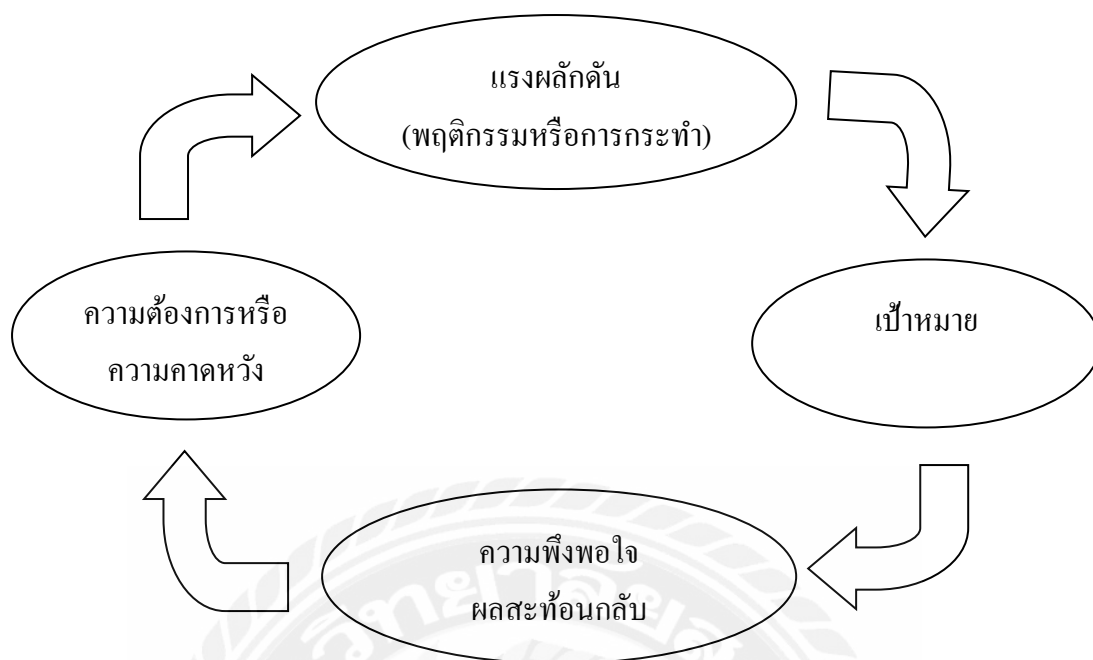 แรงผลักดัน
(พฤติกรรมหรือการกระทำ)
ความต้องการหรือ
ความคาดหวัง
เป้าหมาย
ความพึงพอใจ
ผลสะท้อนกลับ